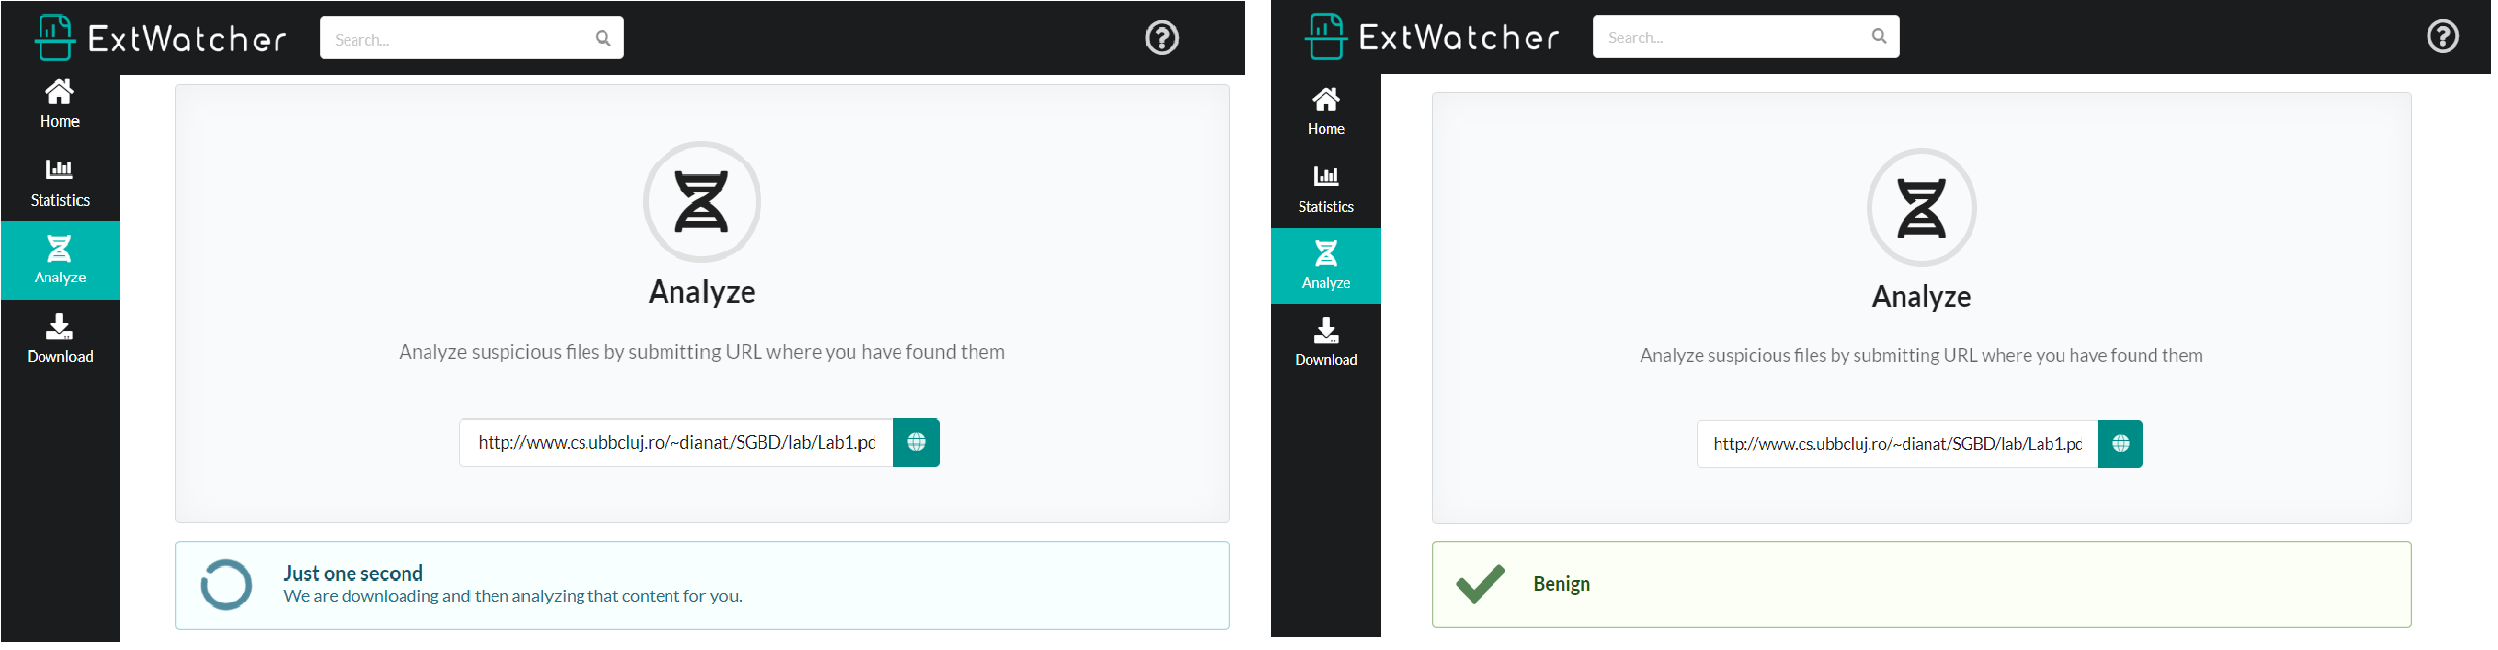 ExtWatcher
Search...
Home
Statistics
Analyze
Download
Analyze
Analyze suspicious files by submitting URL where you have found them
http://www.cs.ubbcluj.ro/~dianat/SGBD/lab/Lab1.pd
Just one second
We are downloading and then analyzing that content for you.
ExtWatcher
Search...
Home
Statistics
Analyze
Download
Analyze
Analyze suspicious files by submitting URL where you have found them
http://www.cs.ubbcluj.ro/~dianat/SGBD/lab/Lab1.pd
Benign